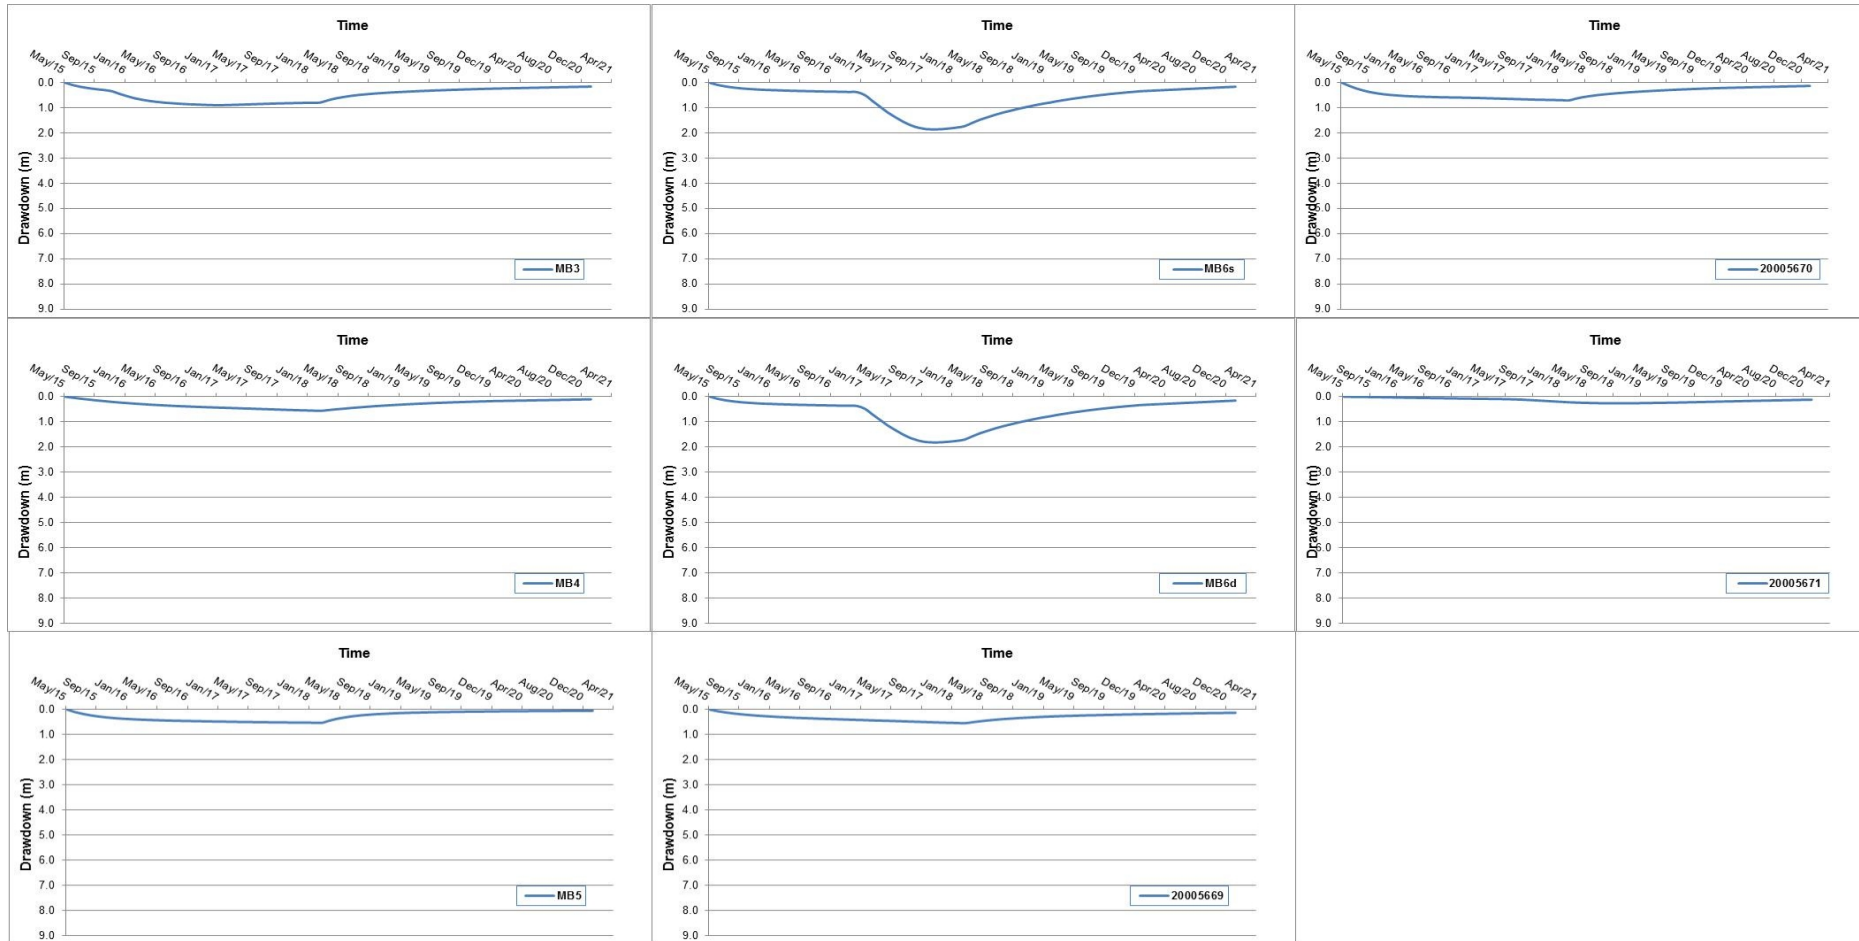 Time
May/15 Sep/15 Jan/16 May/16 Sep/16 Jan/17 May/17 Sep/17 Jan/18 May/18 Sep/18 Jan/19 May/19 Sep/19 Dec/19 Apr/20 Aug/20 Dec/20 Apr/21
Drawdown (m)
0.0
1.0
2.0
3.0
4.0
5.0
6.0
7.0
8.0
9.0
MB3
Time
May/15 Sep/15 Jan/16 May/16 Sep/16 Jan/17 May/17 Sep/17 Jan/18 May/18 Sep/18 Jan/19 May/19 Sep/19 Dec/19 Apr/20 Aug/20 Dec/20 Apr/21
Drawdown (m)
0.0
1.0
2.0
3.0
4.0
5.0
6.0
7.0
8.0
9.0
MB6s
Time
May/15 Sep/15 Jan/16 May/16 Sep/16 Jan/17 May/17 Sep/17 Jan/18 May/18 Sep/18 Jan/19 May/19 Sep/19 Dec/19 Apr/20 Aug/20 Dec/20 Apr/21
Drawdown (m)
0.0
1.0
2.0
3.0
4.0
5.0
6.0
7.0
8.0
9.0
20005670
Time
May/15 Sep/15 Jan/16 May/16 Sep/16 Jan/17 May/17 Sep/17 Jan/18 May/18 Sep/18 Jan/19 May/19 Sep/19 Dec/19 Apr/20 Aug/20 Dec/20 Apr/21
Drawdown (m)
0.0
1.0
2.0
3.0
4.0
5.0
6.0
7.0
8.0
9.0
MB4
Time
May/15 Sep/15 Jan/16 May/16 Sep/16 Jan/17 May/17 Sep/17 Jan/18 May/18 Sep/18 Jan/19 May/19 Sep/19 Dec/19 Apr/20 Aug/20 Dec/20 Apr/21
Drawdown (m)
0.0
1.0
2.0
3.0
4.0
5.0
6.0
7.0
8.0
9.0
MB6d
Time
May/15 Sep/15 Jan/16 May/16 Sep/16 Jan/17 May/17 Sep/17 Jan/18 May/18 Sep/18 Jan/19 May/19 Sep/19 Dec/19 Apr/20 Aug/20 Dec/20 Apr/21
Drawdown (m)
0.0
1.0
2.0
3.0
4.0
5.0
6.0
7.0
8.0
9.0
20005671
Time
May/15 Sep/15 Jan/16 May/16 Sep/16 Jan/17 May/17 Sep/17 Jan/18 May/18 Sep/18 Jan/19 May/19 Sep/19 Dec/19 Apr/20 Aug/20 Dec/20 Apr/21
Drawdown (m)
0.0
1.0
2.0
3.0
4.0
5.0
6.0
7.0
8.0
9.0
MB5
Time
May/15 Sep/15 Jan/16 May/16 Sep/16 Jan/17 May/17 Sep/17 Jan/18 May/18 Sep/18 Jan/19 May/19 Sep/19 Dec/19 Apr/20 Aug/20 Dec/20 Apr/21
Drawdown (m)
0.0
1.0
2.0
3.0
4.0
5.0
6.0
7.0
8.0
9.0
20005669